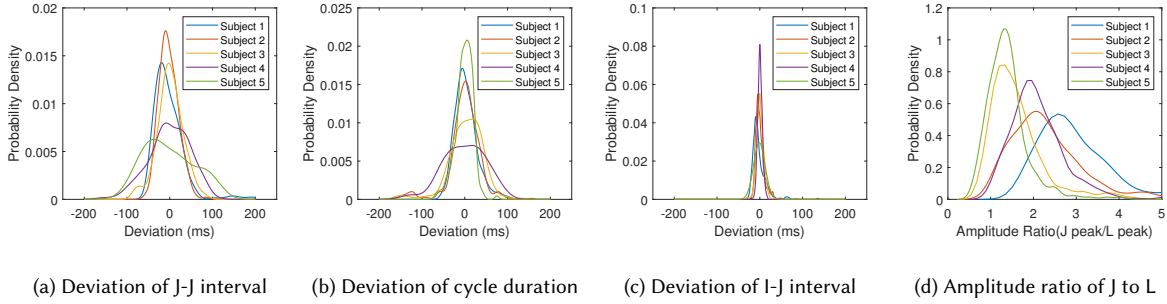 0.02
0.015
0.01
0.005
0
Probability Density
-200 -100 0 100 200
Deviation (ms)
Subject 1
Subject 2
Subject 3
Subject 4
Subject 5
(a) Deviation of J-J interval
0.025
0.02
0.015
0.01
0.005
0
Probability Density
-200 -100 0 100 200
Deviation (ms)
Subject 1
Subject 2
Subject 3
Subject 4
Subject 5
(b) Deviation of cycle duration
0.1
0.08
0.06
0.04
0.02
0
Probability Density
-200 -100 0 100 200
Deviation (ms)
Subject 1
Subject 2
Subject 3
Subject 4
Subject 5
(c) Deviation of I-J interval
1.2
1
0.8
0.6
0.4
0.2
0
Probability Density
0 1 2 3 4 5
Amplitude Ratio(J peak/L peak)
Subject 1
Subject 2
Subject 3
Subject 4
Subject 5
(d) Amplitude ratio of J to L